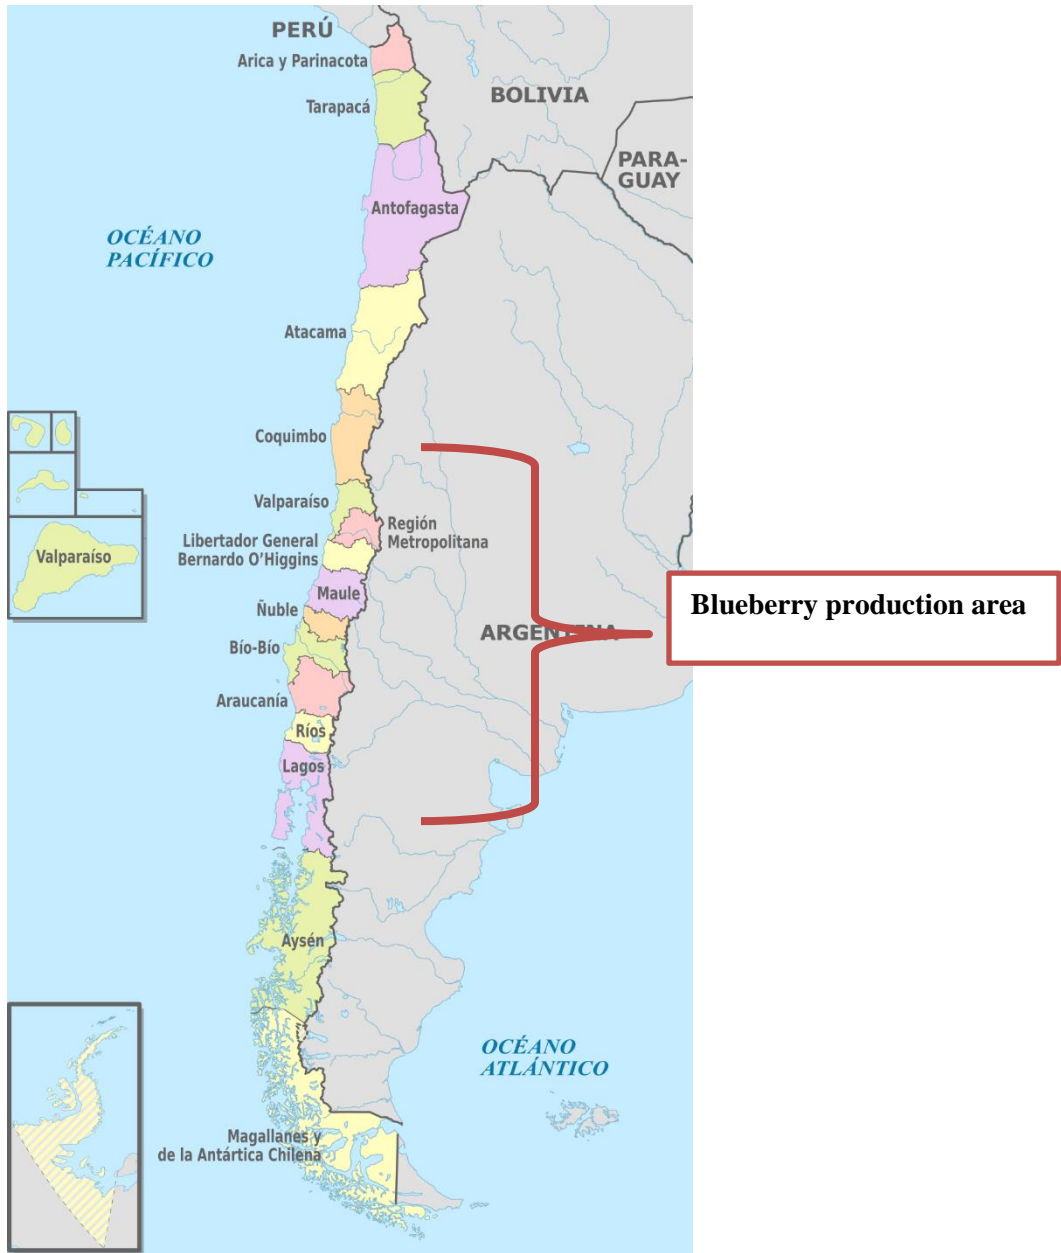 PERÚ
Arica y Parinacota
BOLIVIA
Tarapacá
PARA-
GUAY
Antofagasta
OCÉANO
PACÍFICO
Atacama
Coquimbo
Valparaíso
Región
Metropolitana
Libertador General
Bernardo O'Higgins
Valparaíso
Maule
Ñuble
Blueberry production area
ARGENTINA
Bío-Bío
Araucanía
Ríos
Lagos
Aysén
OCÉANO
ATLÁNTICO
Magallanes y
de la Antártica Chilena